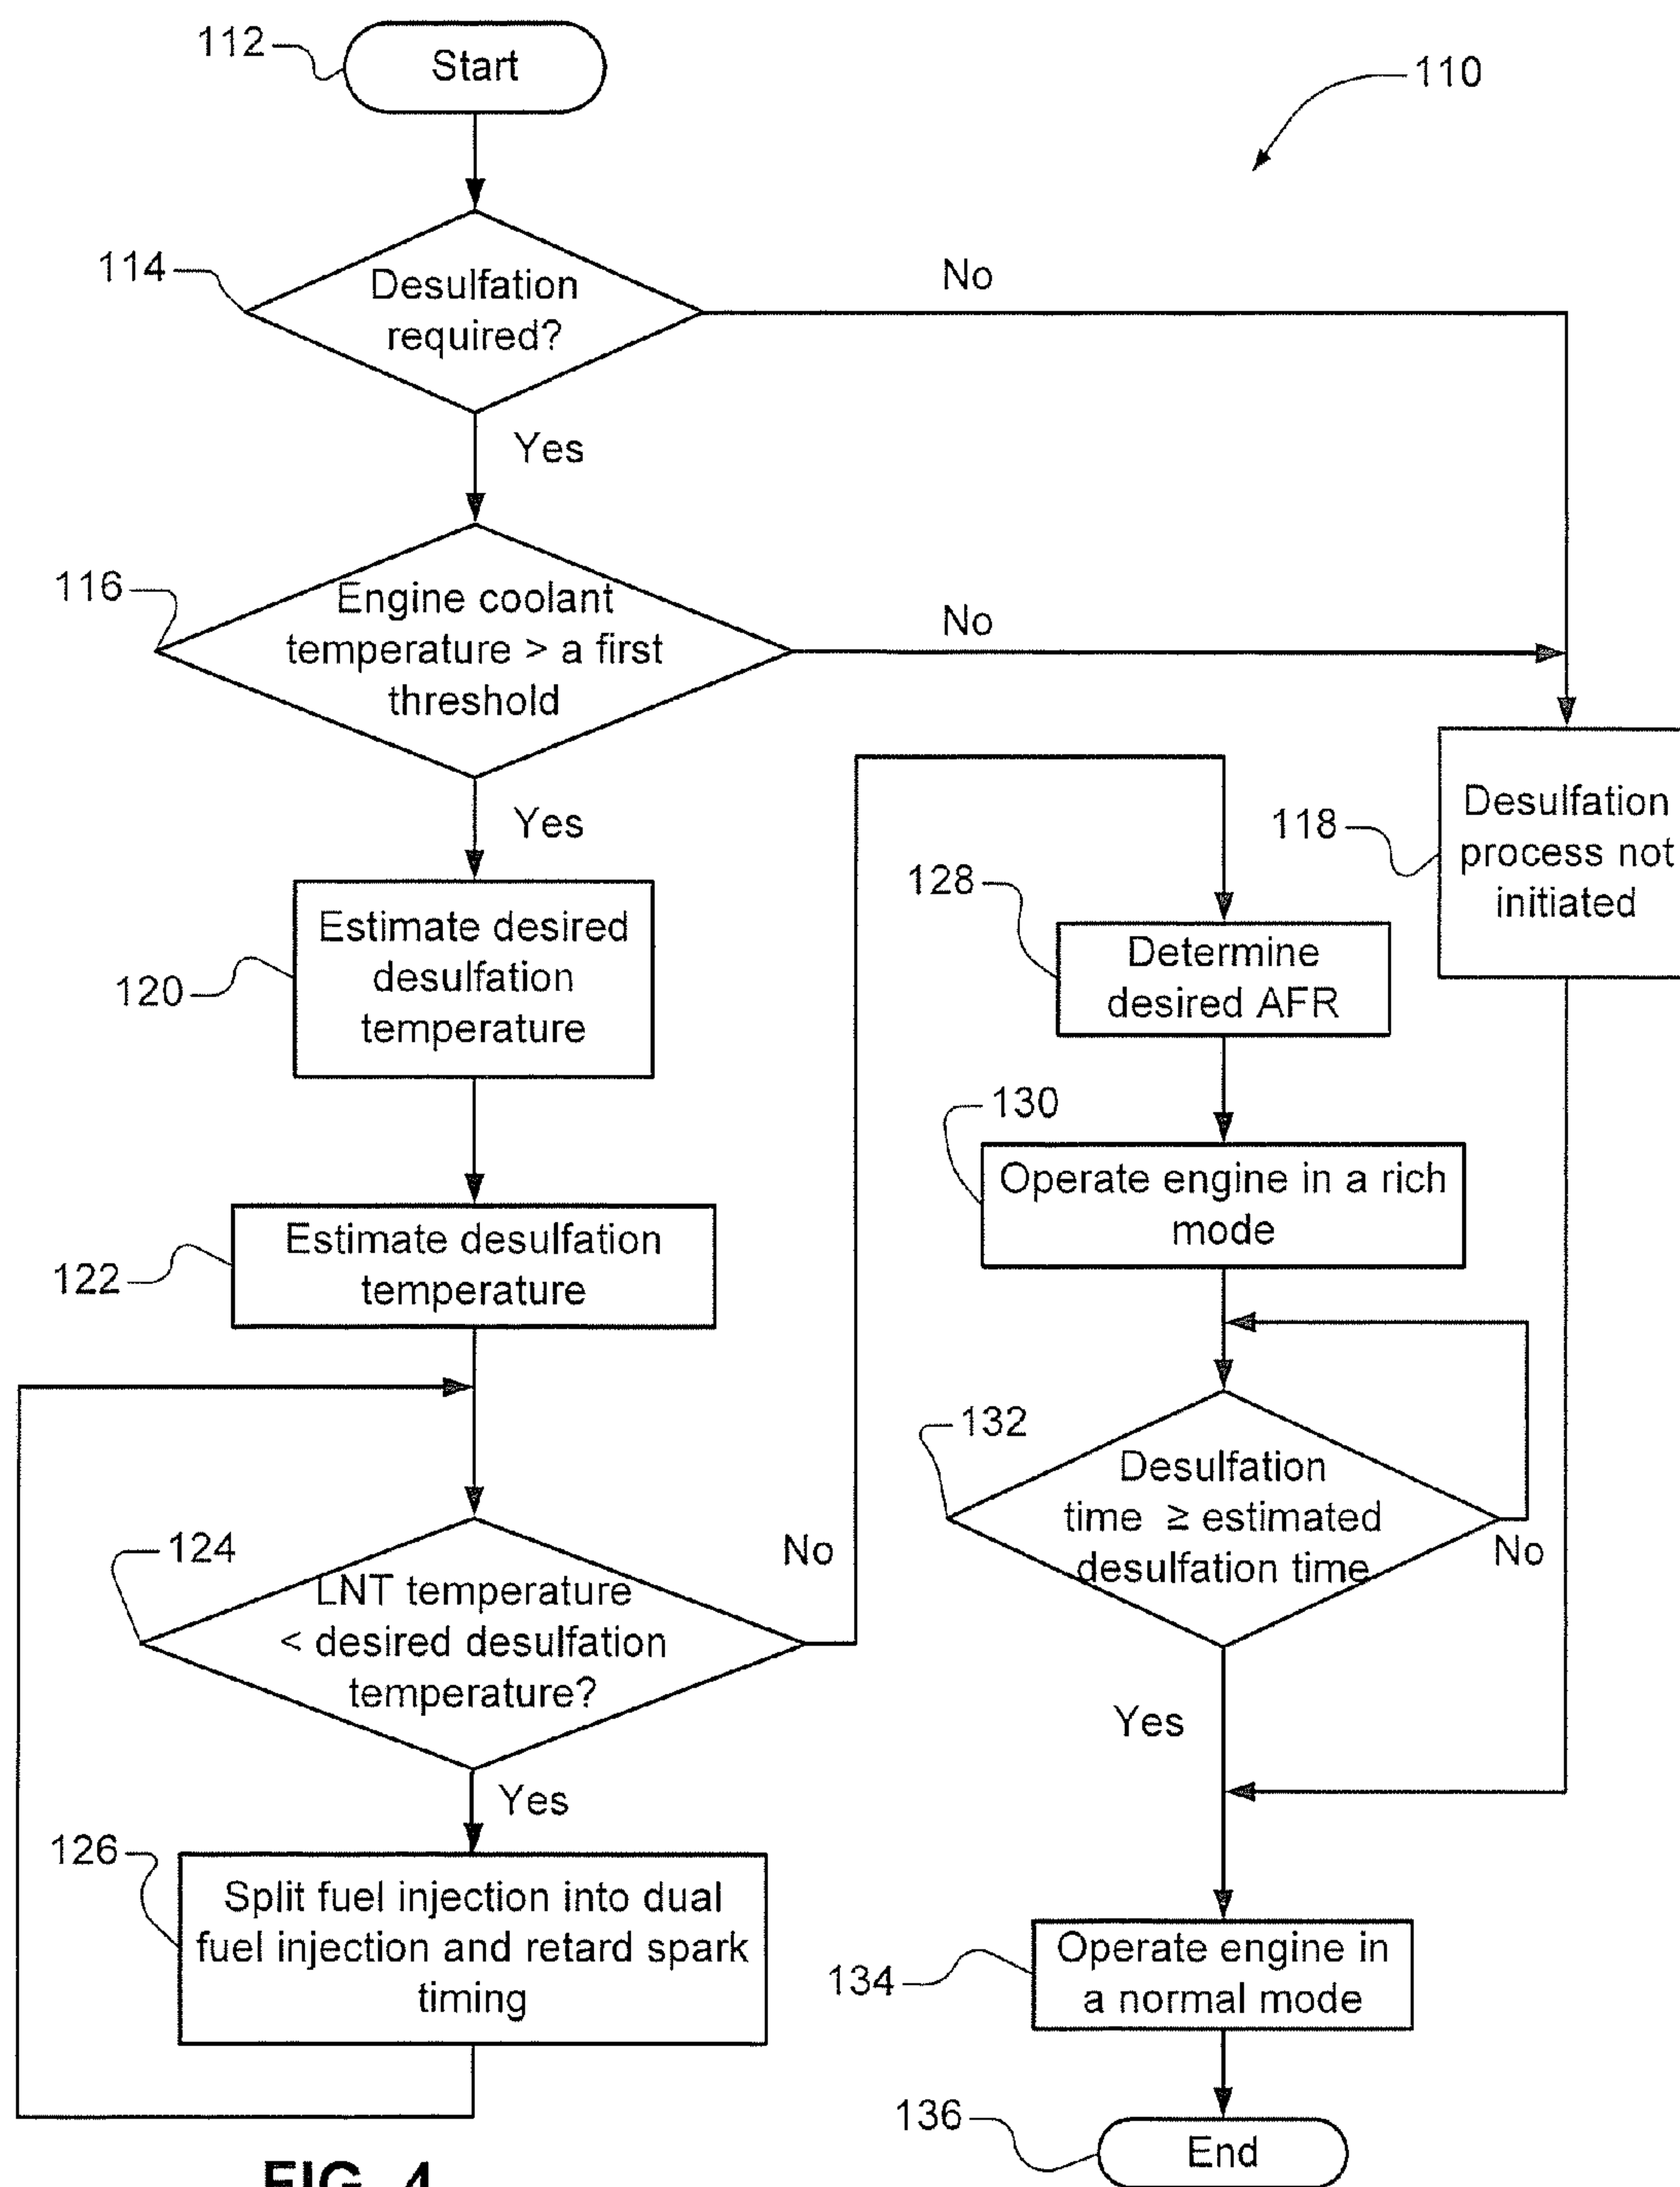 112
Start
110
114
Desulfation
required?
No
Yes
116
Engine coolant
temperature > a first
threshold
No
Yes
118
Desulfation
process not
initiated
120
Estimate desired
desulfation
temperature
128
Determine
desired AFR
122
Estimate desulfation
temperature
130
Operate engine in a rich
mode
124
LNT temperature
< desired desulfation
temperature?
No
Yes
132
Desulfation
time ≥ estimated
desulfation time
No
Yes
126
Split fuel injection into dual
fuel injection and retard spark
timing
134
Operate engine in
a normal mode
136
End
FIG. 4